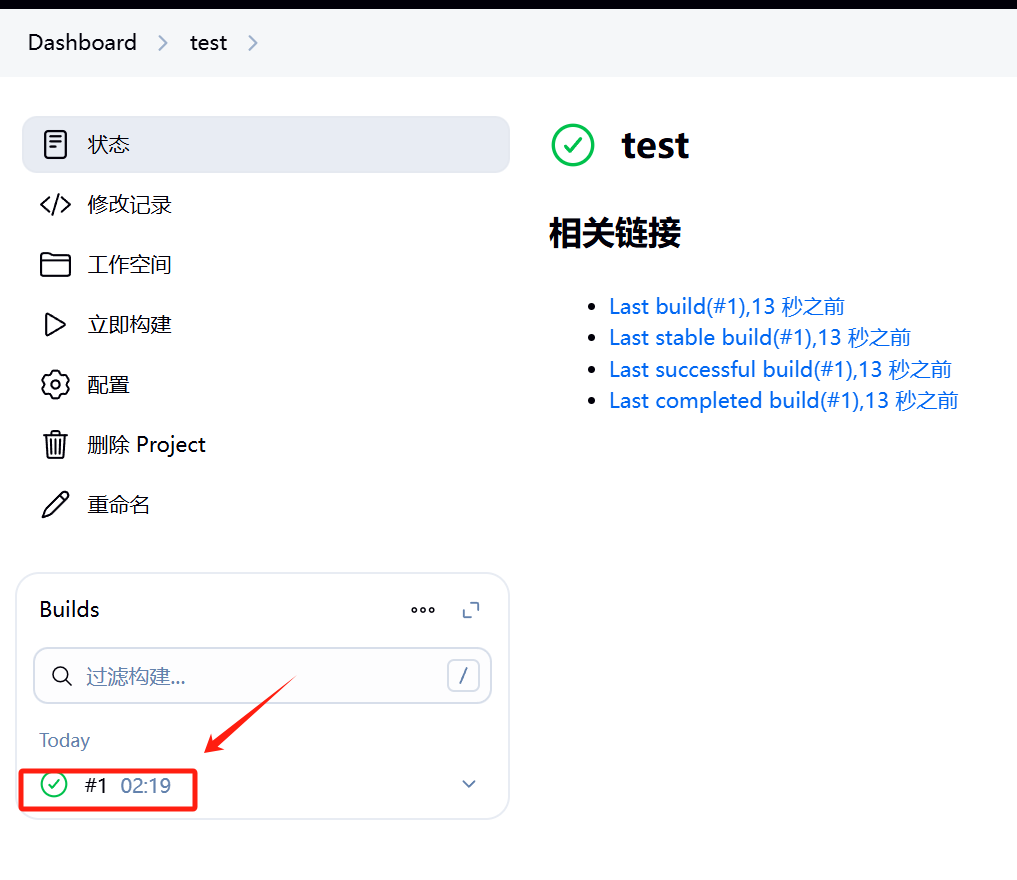 Dashboard > test >
状态
修改记录
工作空间
立即构建
配置
删除 Project
重命名
test
相关链接
Last build(#1),13 秒之前
Last stable build(#1),13 秒之前
Last successful build(#1),13 秒之前
Last completed build(#1),13 秒之前
Builds
过滤构建... /
Today
#1 02:19